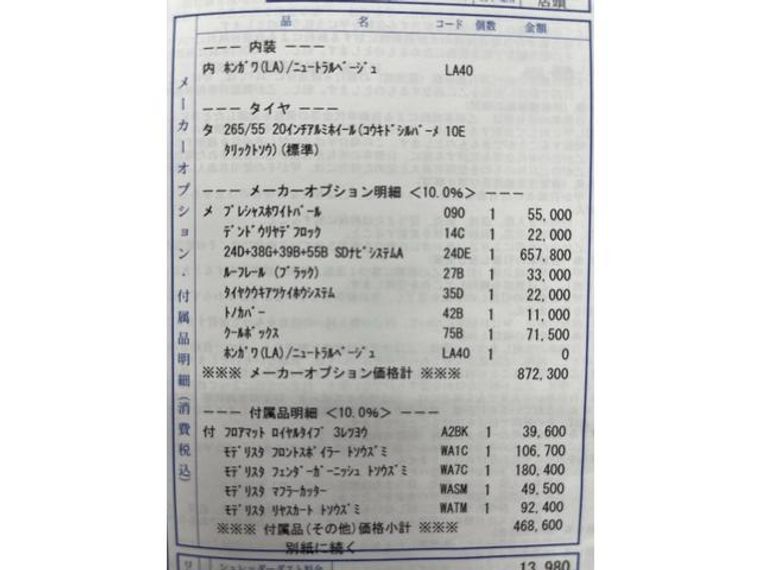 店頭
品 名 コード 個数 金額
メーカーオプション・付属品明細(消費税込)
--- 内装 ---
内 ホンガワ(LA)/ニュートラルベージュ LA40
--- タイヤ ---
タ 265/55 20インチアルミホイール(コウキドシルバーメ 10E
タリックトソウ)(標準)
--- メーカーオプション明細 <10.0%> ---
メ プレシャスホワイトパール 090 1 55,000
デンドウリヤデフロック 14C 1 22,000
24D+38G+39B+55B SDナビシステムA 24DE 1 657,800
ルーフレール (ブラック) 27B 1 33,000
タイヤクウキアツケイホウシステム 35D 1 22,000
トノカバー 42B 1 11,000
クールボックス 75B 1 71,500
ホンガワ(LA)/ニュートラルベージュ LA40 1 0
※※※ メーカーオプション価格計 ※※※ 872,300
--- 付属品明細 <10.0%> ---
付 フロアマット ロイヤルタイプ 3レツヨウ A2BK 1 39,600
モデリスタ フロントスポイラー トソウズミ WA1C 1 106,700
モデリスタ フェンダーガーニッシュ トソウズミ WA7C 1 180,400
モデリスタ マフラーカッター WASM 1 49,500
モデリスタ リヤスカート トソウズミ WATM 1 92,400
※※※ 付属品(その他)価格小計 ※※※ 468,600
別紙に続く
リ シュレッダーダスト料金 13,980